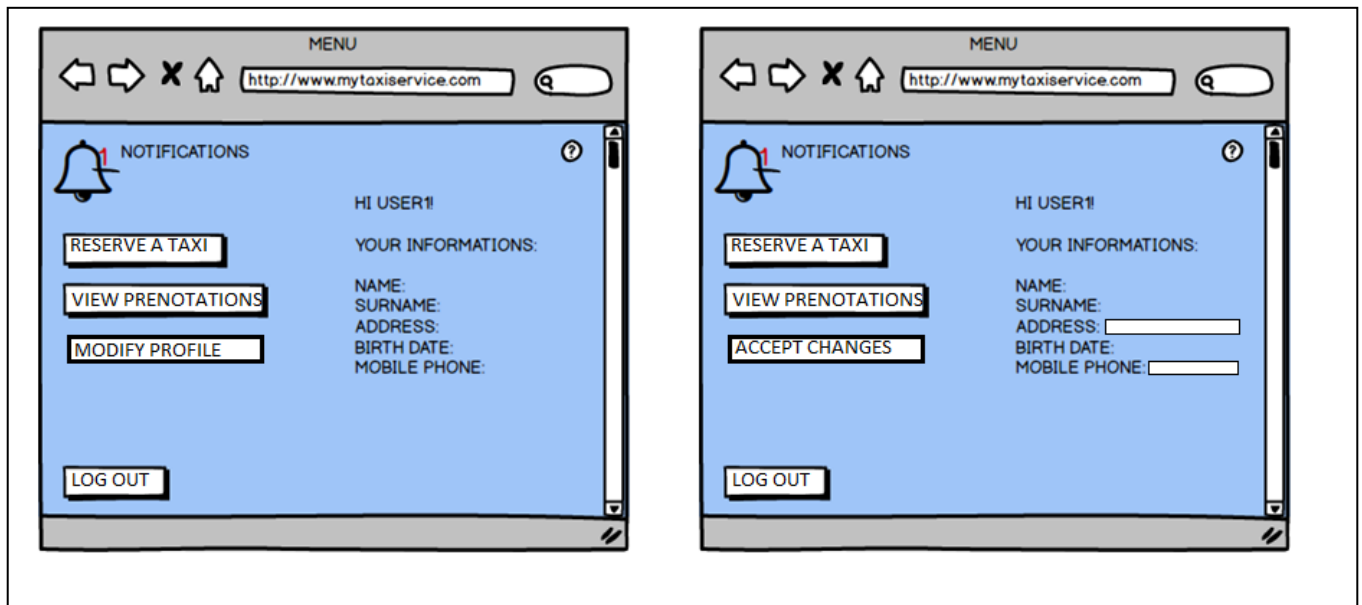 MENU
http://www.mytaxiservice.com
1 NOTIFICATIONS
?
HI USER1!
RESERVE A TAXI
YOUR INFORMATIONS:
VIEW PRENOTATIONS
NAME:
SURNAME:
ADDRESS:
MODIFY PROFILE
BIRTH DATE:
MOBILE PHONE:
LOG OUT
MENU
http://www.mytaxiservice.com
1 NOTIFICATIONS
?
HI USER1!
RESERVE A TAXI
YOUR INFORMATIONS:
VIEW PRENOTATIONS
NAME:
SURNAME:
ADDRESS:
ACCEPT CHANGES
BIRTH DATE:
MOBILE PHONE:
LOG OUT